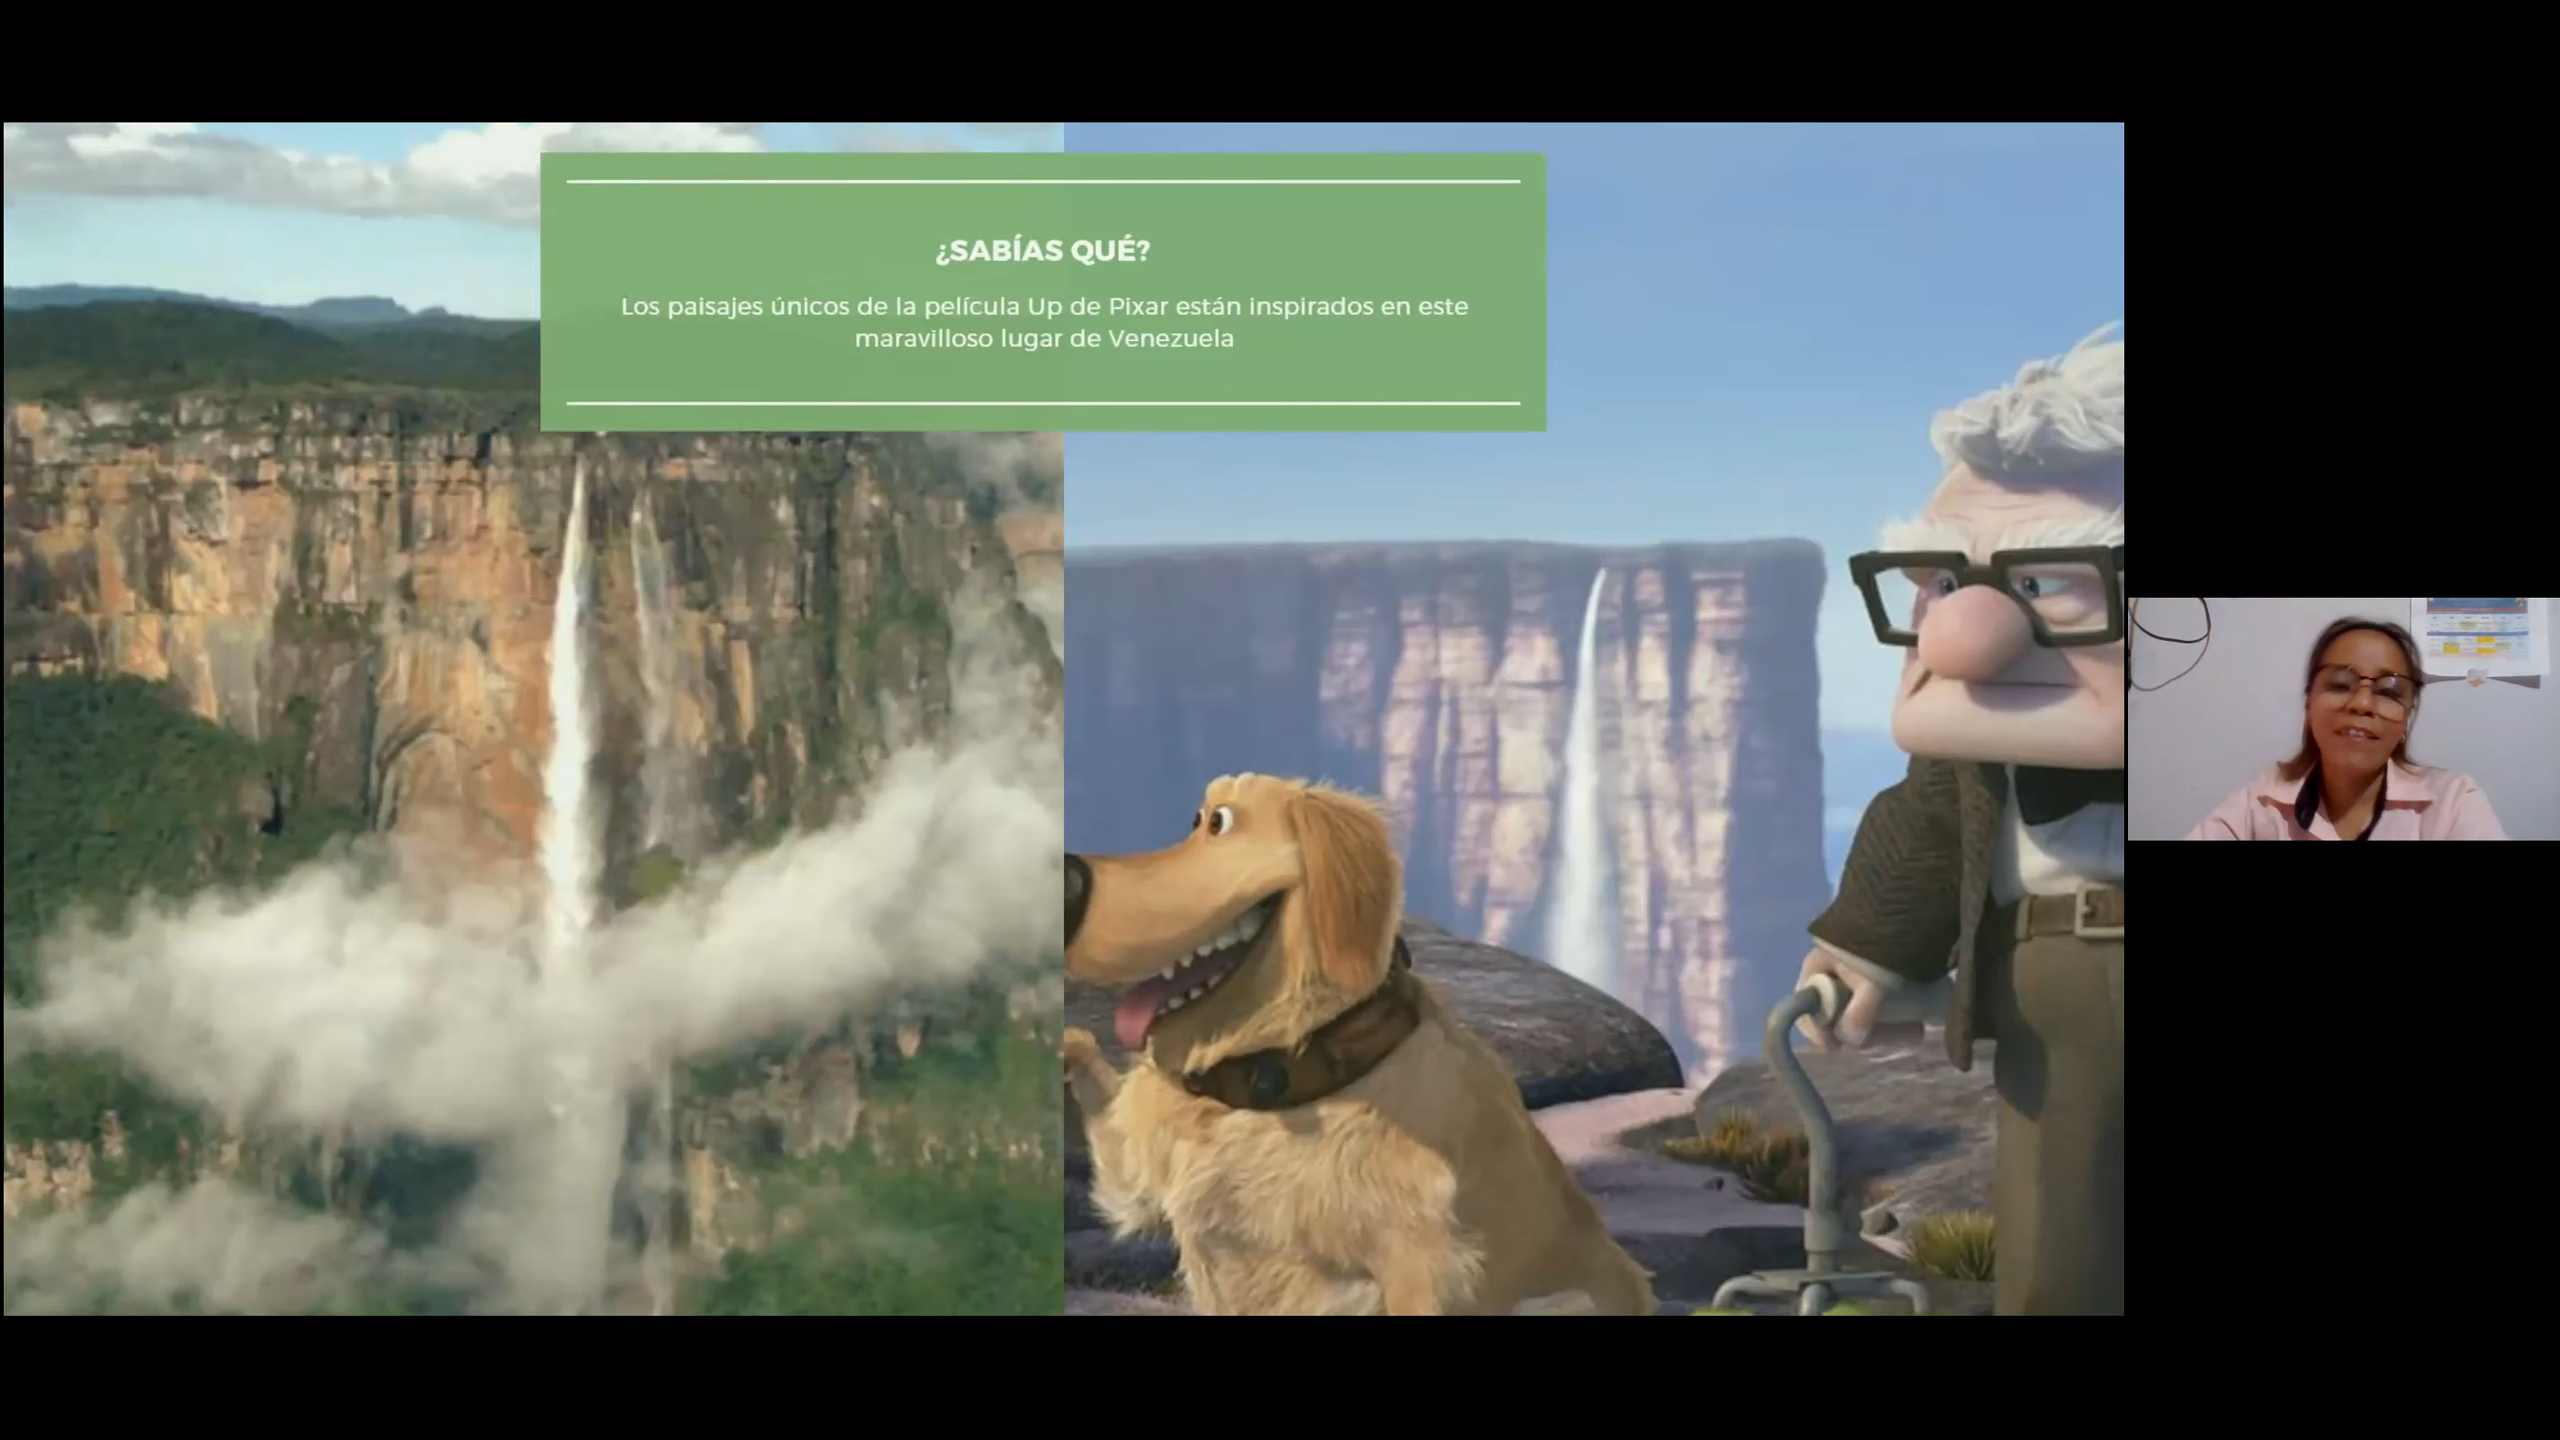 ¿SABÍAS QUÉ?
Los paisajes únicos de la película Up de Pixar están inspirados en este
maravilloso lugar de Venezuela